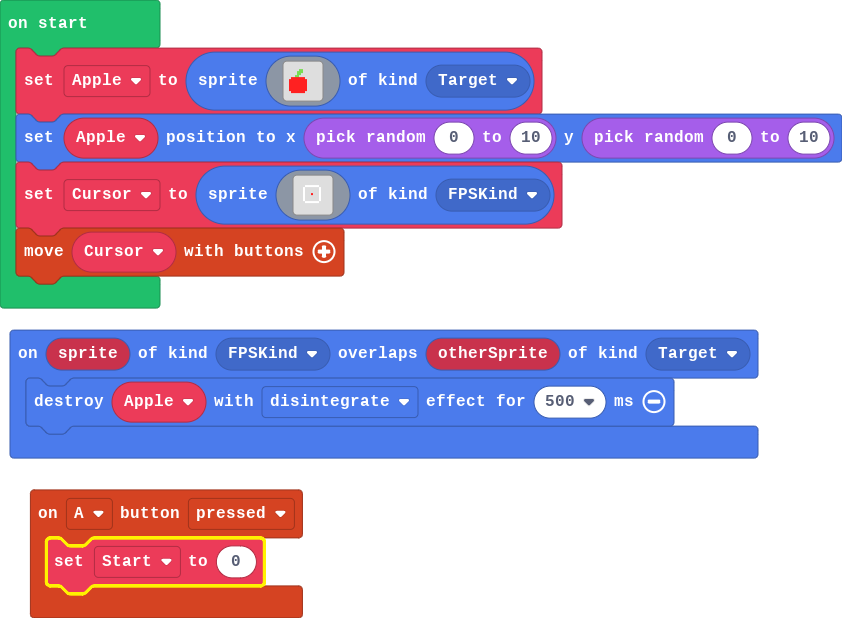 on start
set Apple to sprite of kind Target
set Apple position to x pick random 0 to 10 y pick random 0 to 10
set Cursor to sprite of kind FPSKind
move Cursor with buttons
on sprite of kind FPSKind overlaps otherSprite of kind Target
destroy Apple with disintegrate effect for 500 ms
on A button pressed
set Start to 0